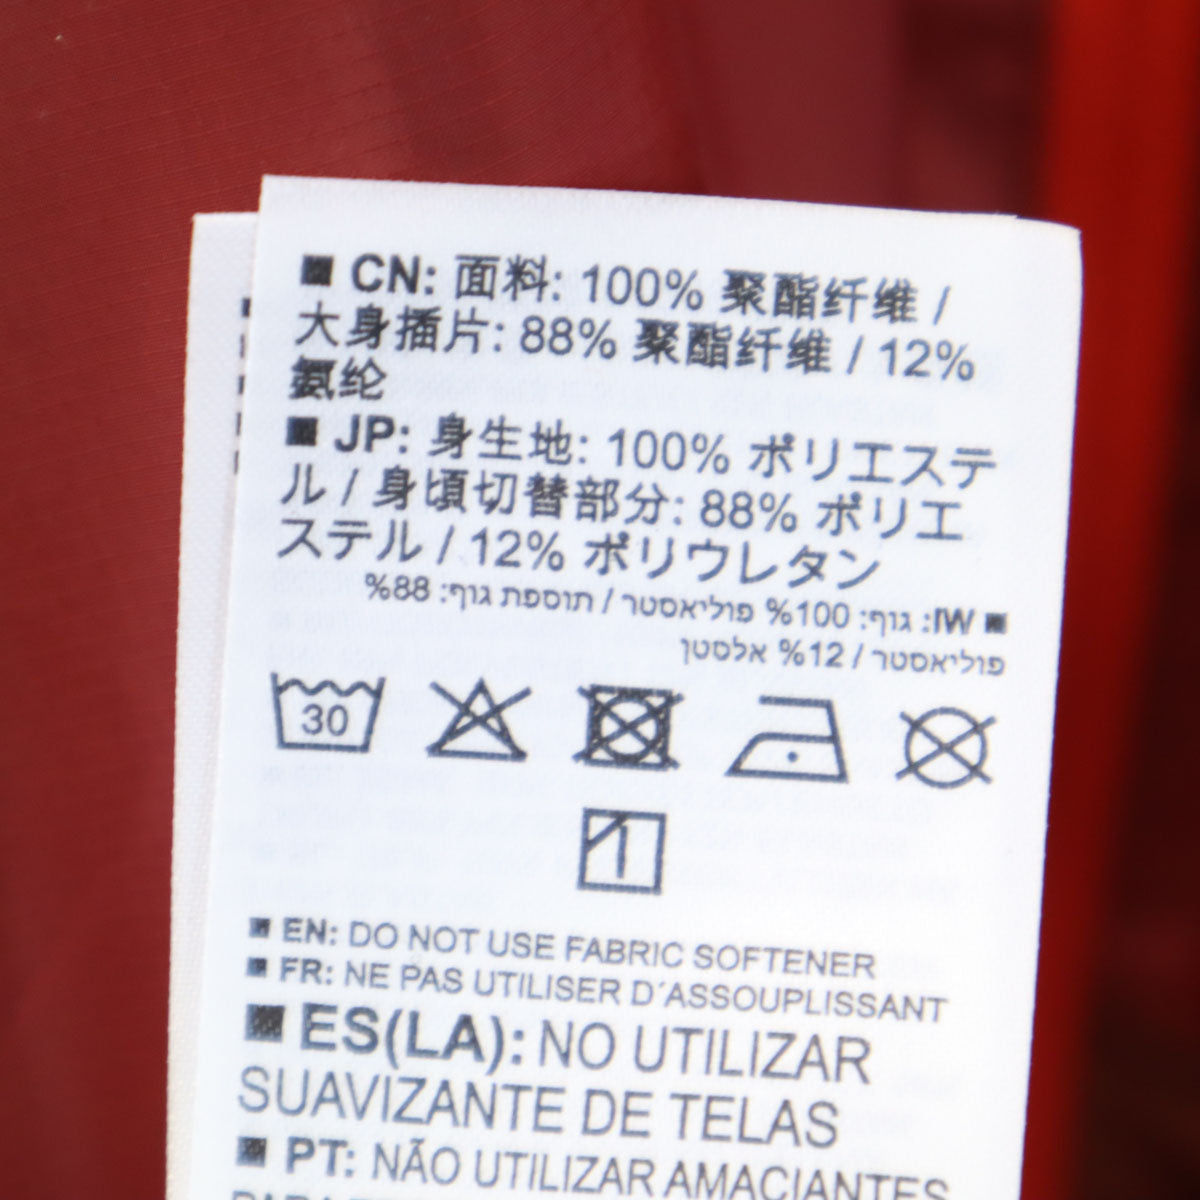 ■ CN: 面料: 100% 聚酯纤维 /
大身插片: 88% 聚酯纤维 / 12%
氨纶
■ JP: 身生地: 100% ポリエステ
ル / 身頃切替部分: 88% ポリエ
ステル / 12% ポリウレタン
■ IW: גוף: 100% פוליאסטר / תוספת גוף: 88%
פוליאסטר / 12% אלסטן
30
1
■ EN: DO NOT USE FABRIC SOFTENER
■ FR: NE PAS UTILISER D´ASSOUPLISSANT
■ ES(LA): NO UTILIZAR
SUAVIZANTE DE TELAS
■ PT: NÃO UTILIZAR AMACIANTES